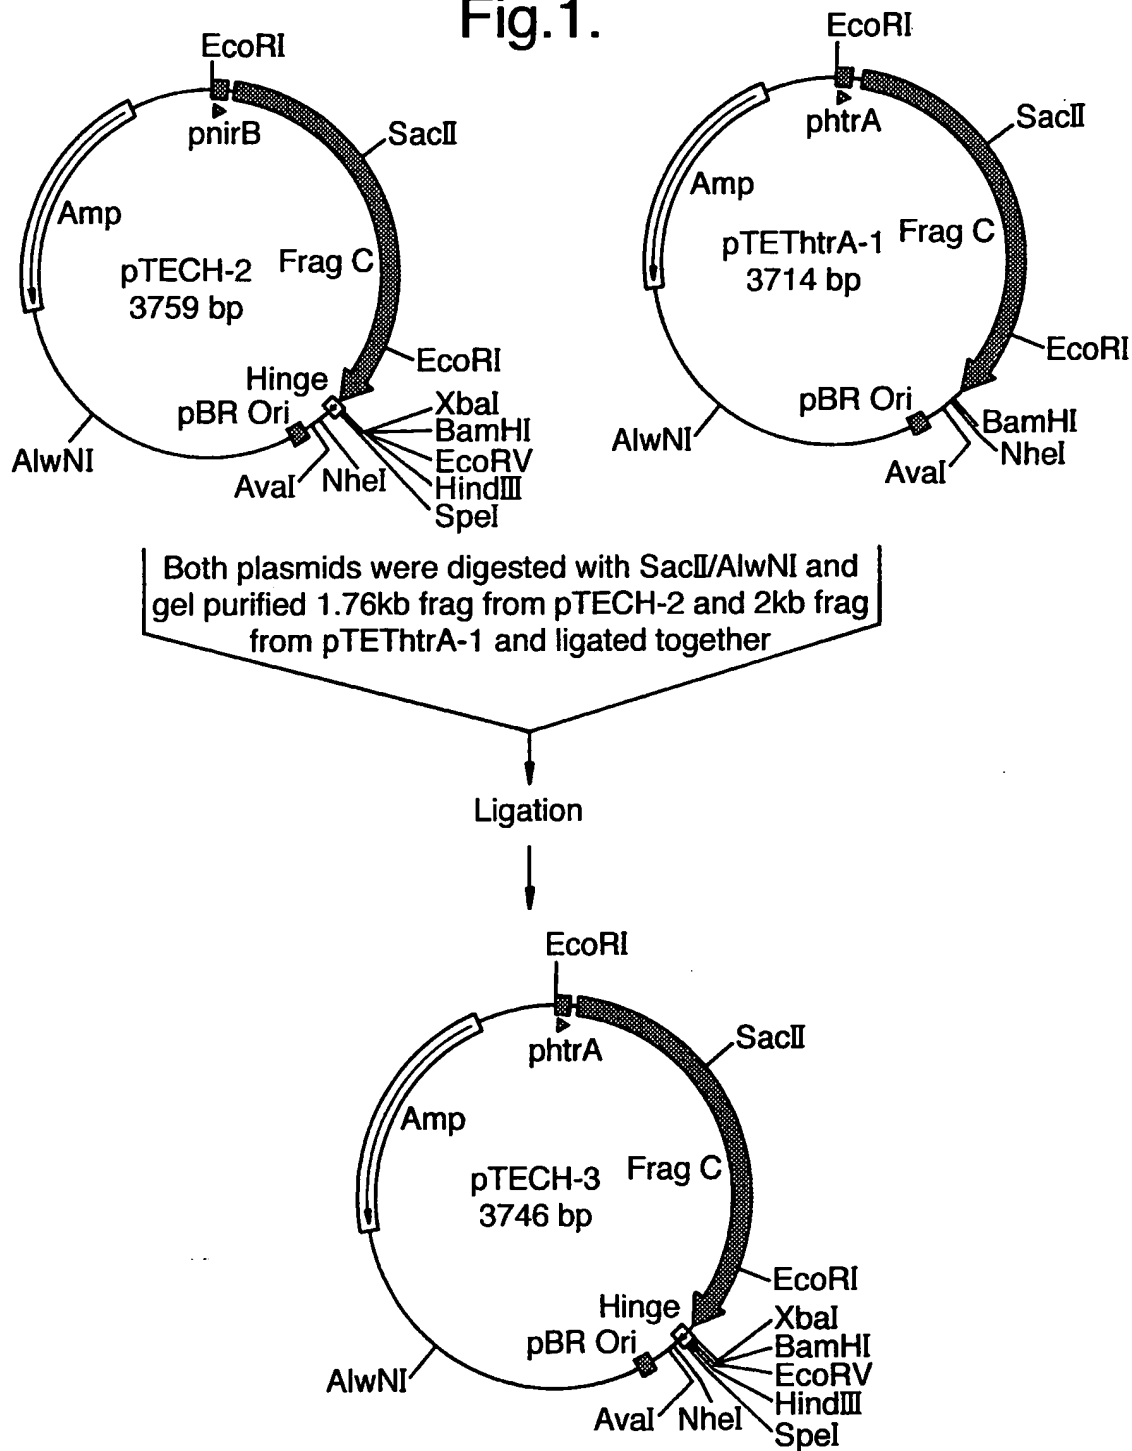 Fig.1.
EcoRI
pnirB
SacII
Amp
pTECH-2
3759 bp
Frag C
EcoRI
Hinge
pBR Ori
XbaI
BamHI
EcoRV
HindIII
SpeI
NheI
AvaI
AlwNI
EcoRI
phtrA
SacII
Amp
pTEThtrA-1
3714 bp
Frag C
EcoRI
pBR Ori
BamHI
NheI
AvaI
AlwNI
Both plasmids were digested with SacII/AlwNI and
gel purified 1.76kb frag from pTECH-2 and 2kb frag
from pTEThtrA-1 and ligated together
Ligation
EcoRI
phtrA
SacII
Amp
pTECH-3
3746 bp
Frag C
EcoRI
Hinge
pBR Ori
XbaI
BamHI
EcoRV
HindIII
SpeI
NheI
AvaI
AlwNI